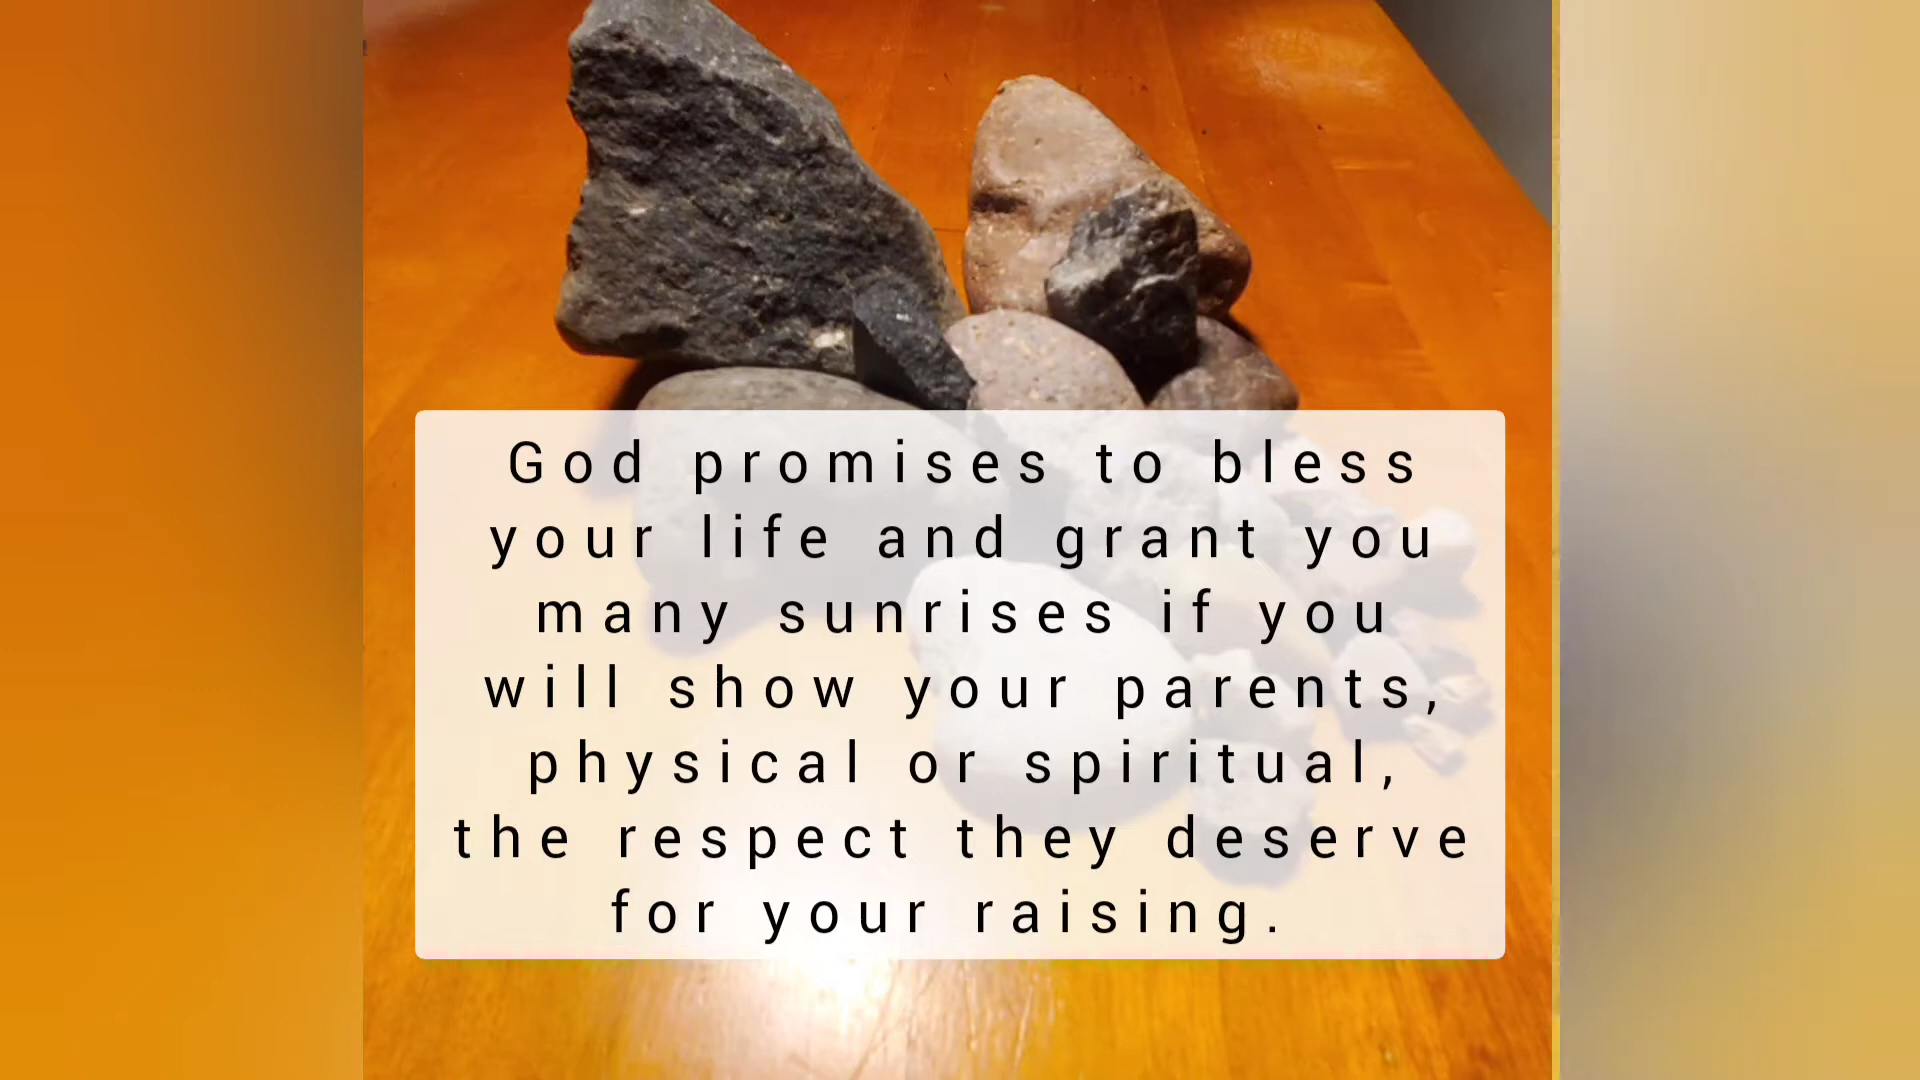 God promises to bless
your life and grant you
many sunrises if you
will show your parents,
physical or spiritual,
the respect they deserve
for your raising.